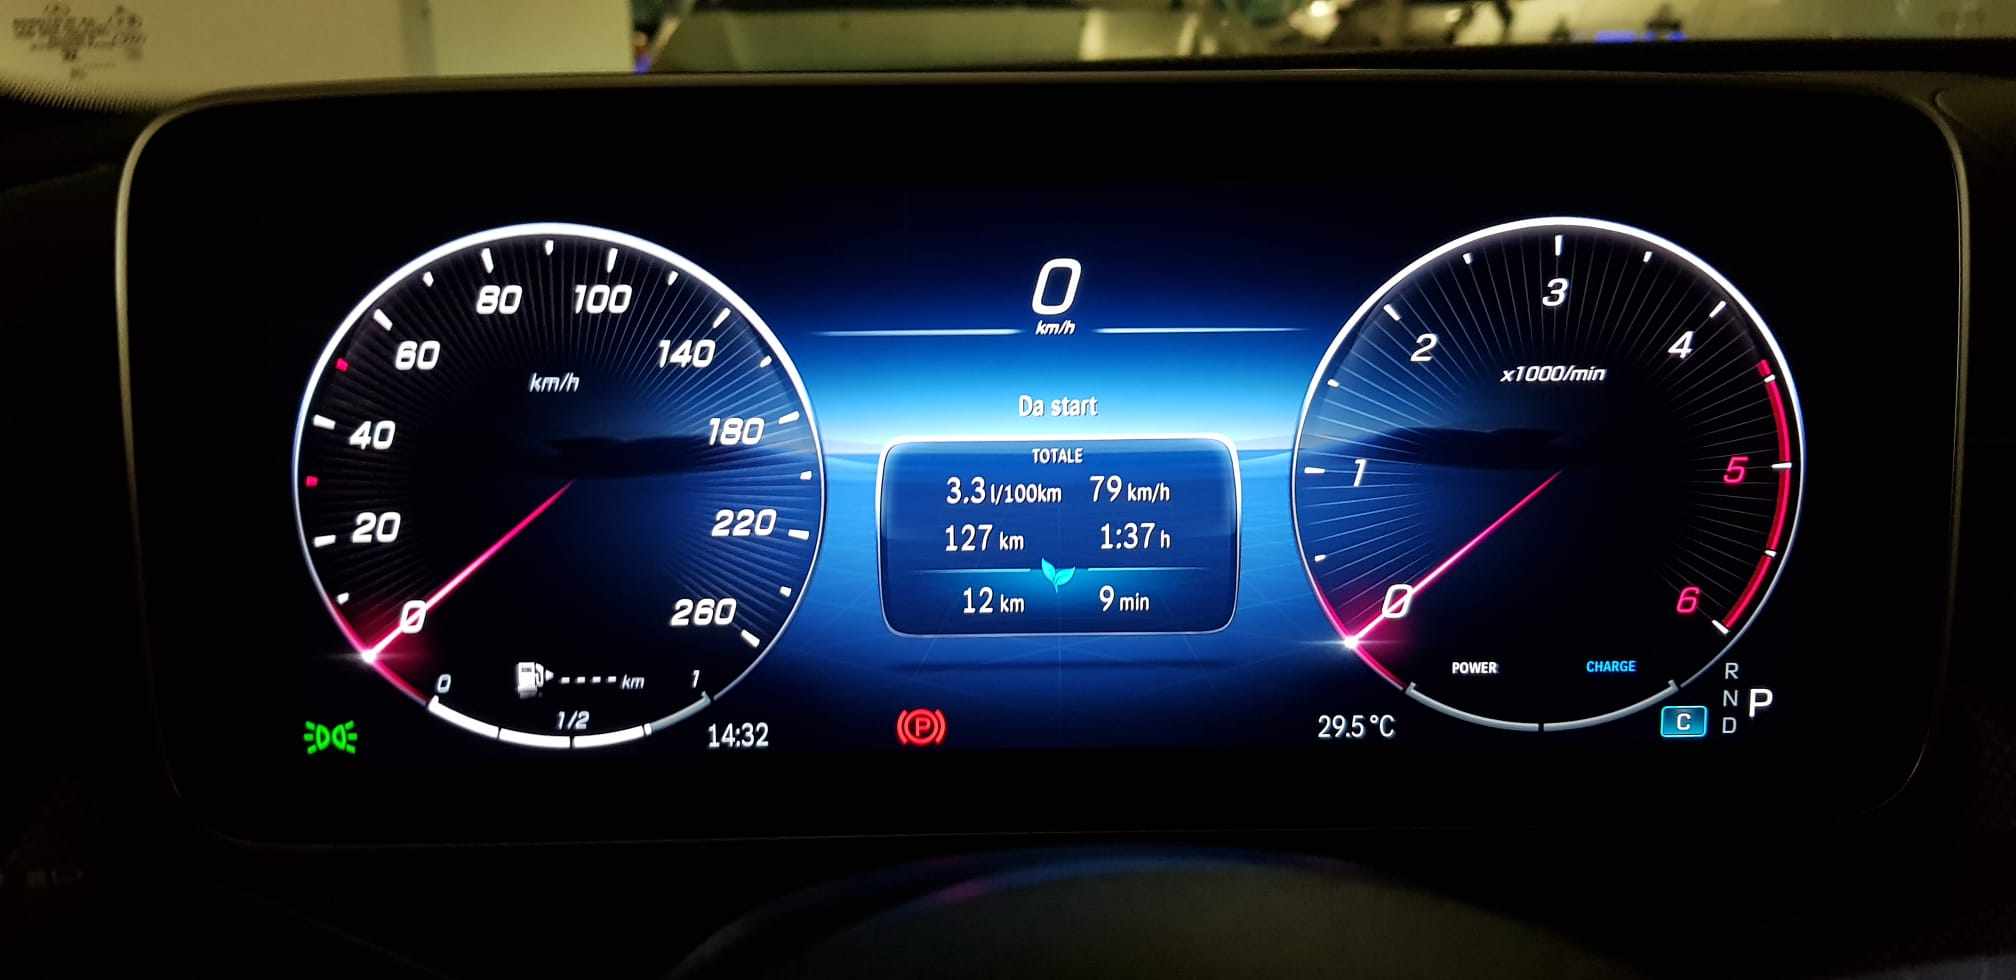 0
km/h
Da start
TOTALE
3.3 l/100km 79 km/h
127 km 1:37 h
12 km 9 min
km/h
0
20
40
60
80
100
140
180
220
260
0 1/2 1
---- km
14:32
P
29.5 °C
x1000/min
0
1
2
3
4
5
6
POWER CHARGE
R
N P
C D